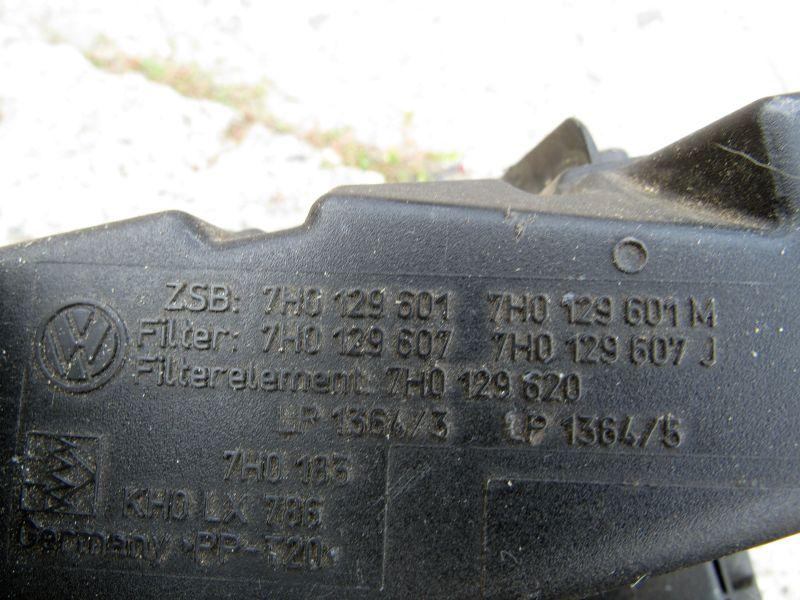 ZSB: 7H0 129 601 7H0 129 601 M
Filter: 7H0 129 607 7H0 129 607 J
Filterelement: 7H0 129 620
LP 1364/3 LP 1364/5
7H0 183
KH0 LX 786
Germany >PP-T20<